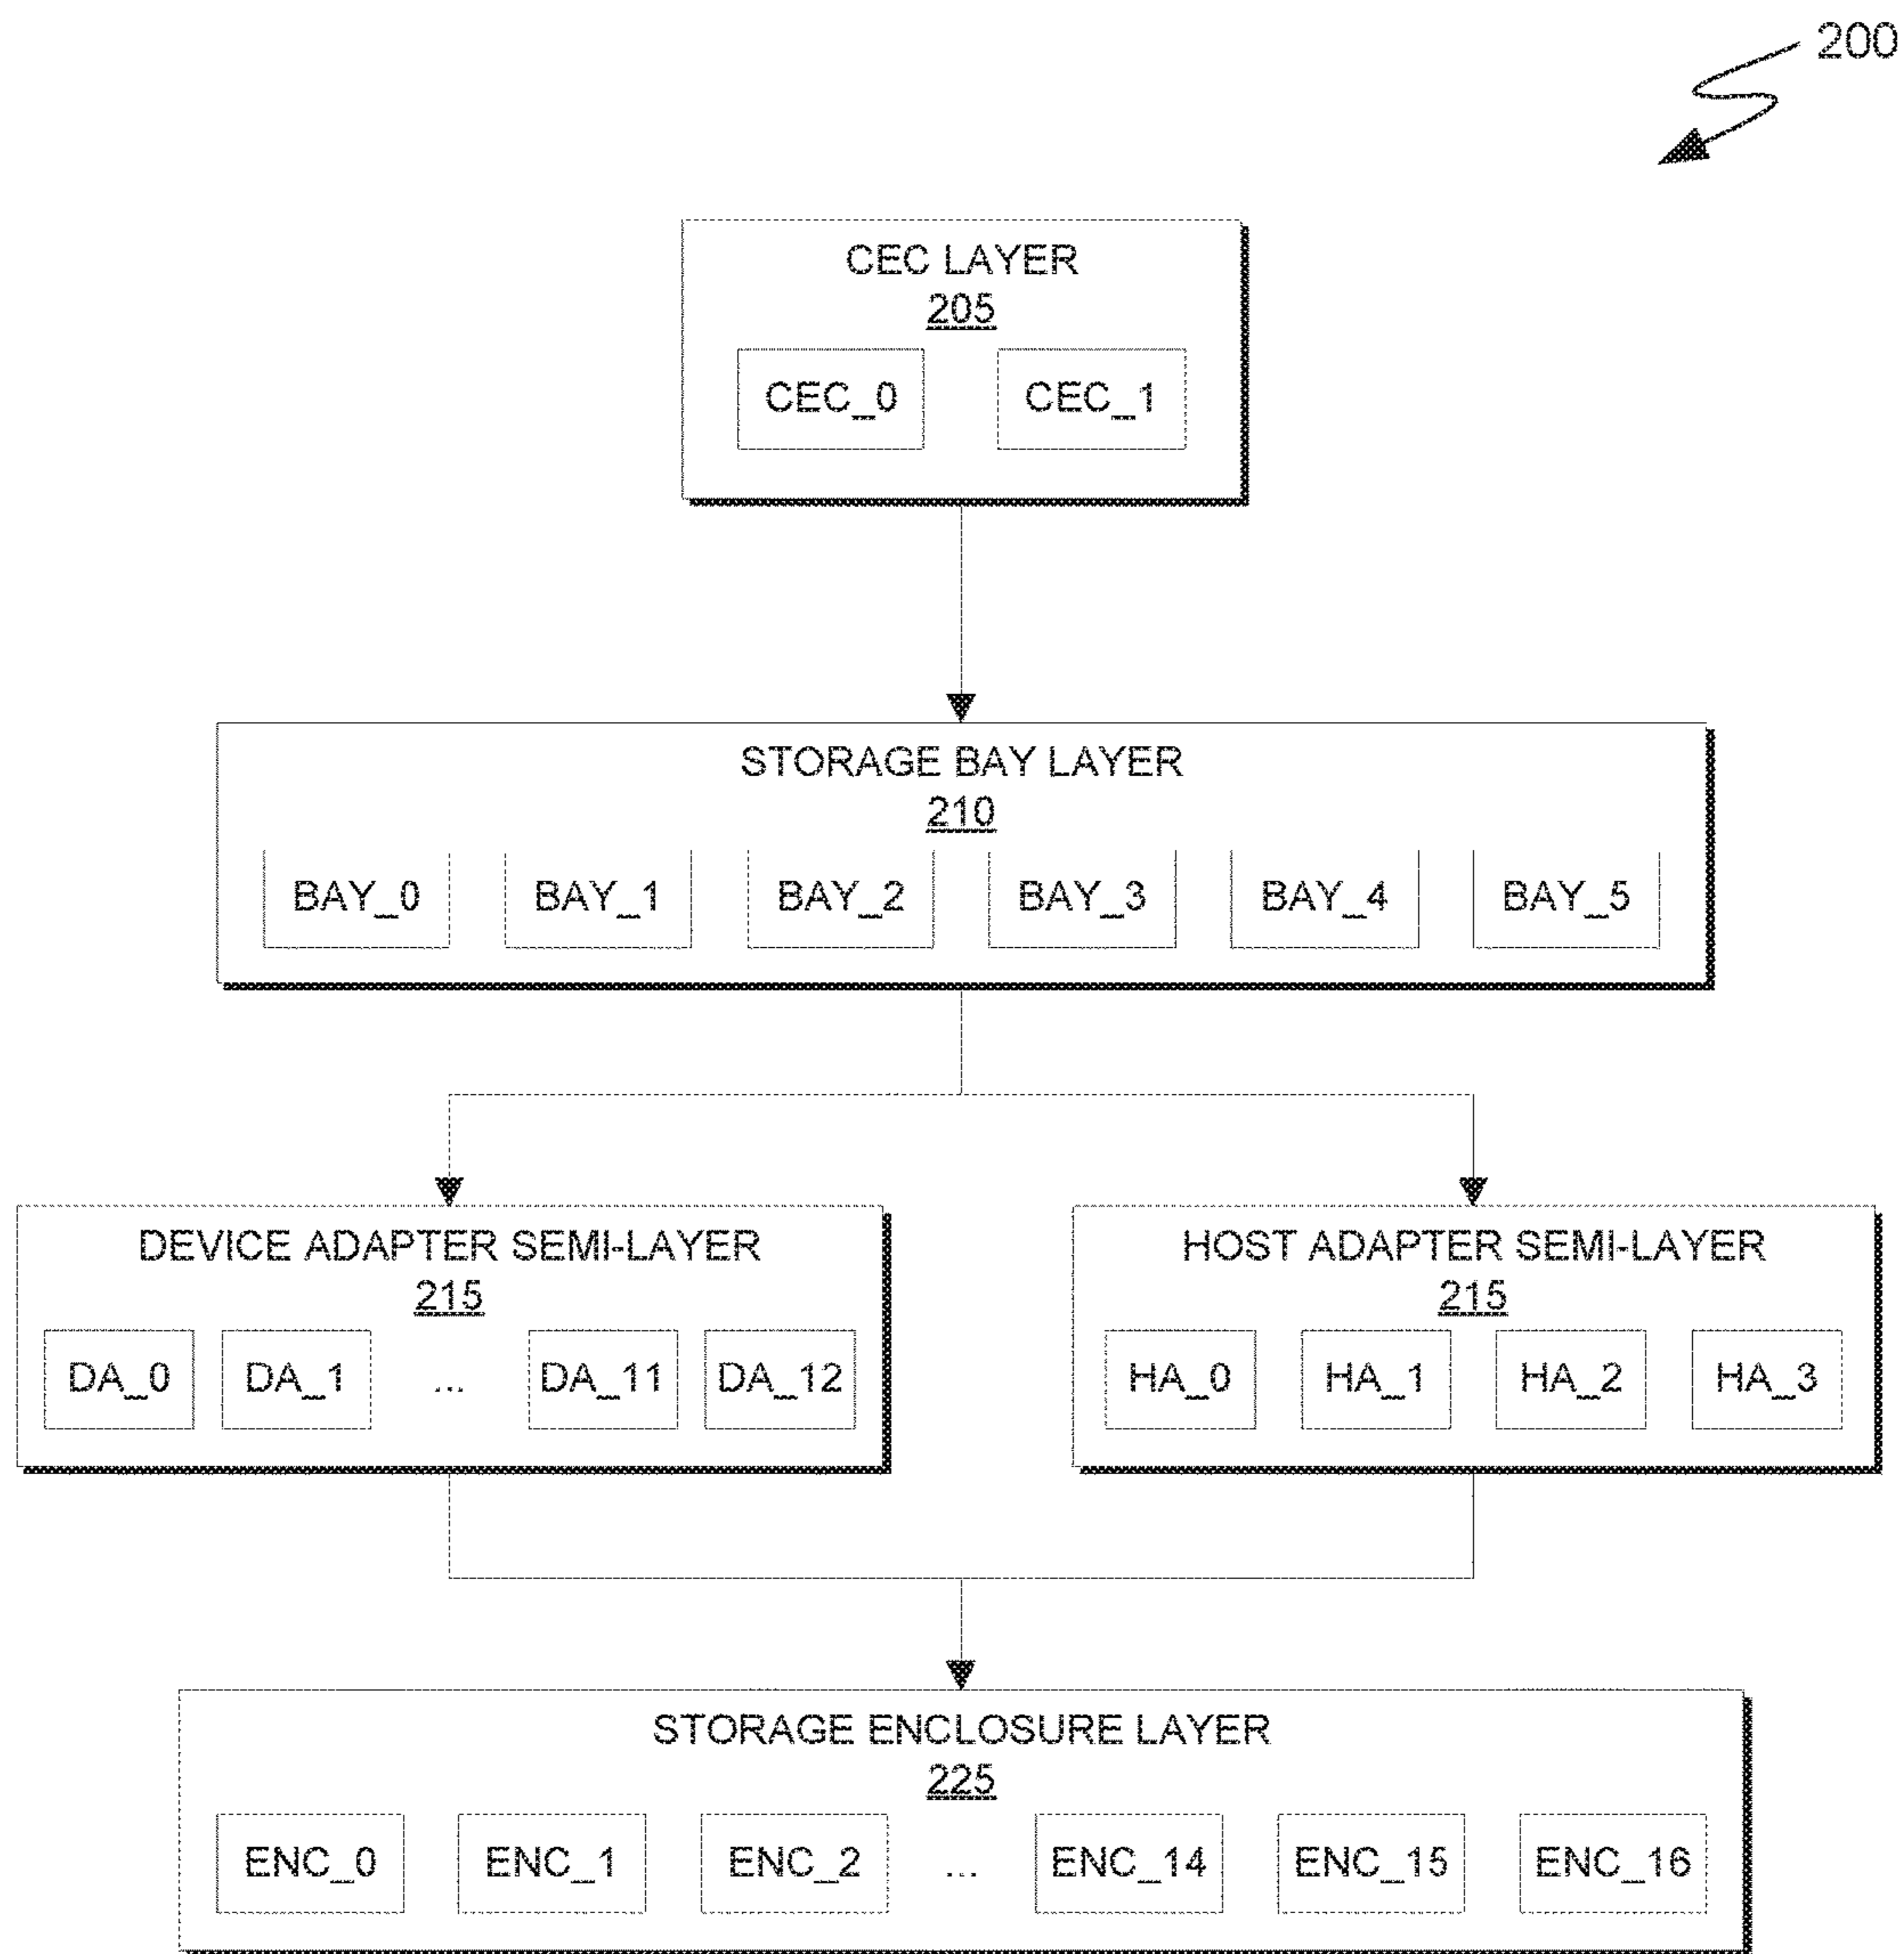 200
CEC LAYER
205
CEC_0 CEC_1
STORAGE BAY LAYER
210
BAY_0 BAY_1 BAY_2 BAY_3 BAY_4 BAY_5
DEVICE ADAPTER SEMI-LAYER
215
DA_0 DA_1 ... DA_11 DA_12
HOST ADAPTER SEMI-LAYER
215
HA_0 HA_1 HA_2 HA_3
STORAGE ENCLOSURE LAYER
225
ENC_0 ENC_1 ENC_2 ... ENC_14 ENC_15 ENC_16